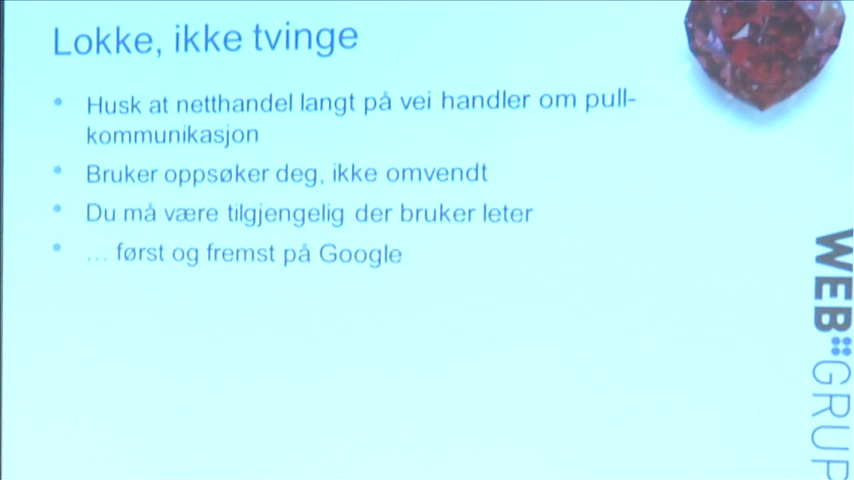 Lokke, ikke tvinge
• Husk at netthandel langt på vei handler om pull-
kommunikasjon
• Bruker oppsøker deg, ikke omvendt
• Du må være tilgjengelig der bruker leter
• … først og fremst på Google
WEB GRUP